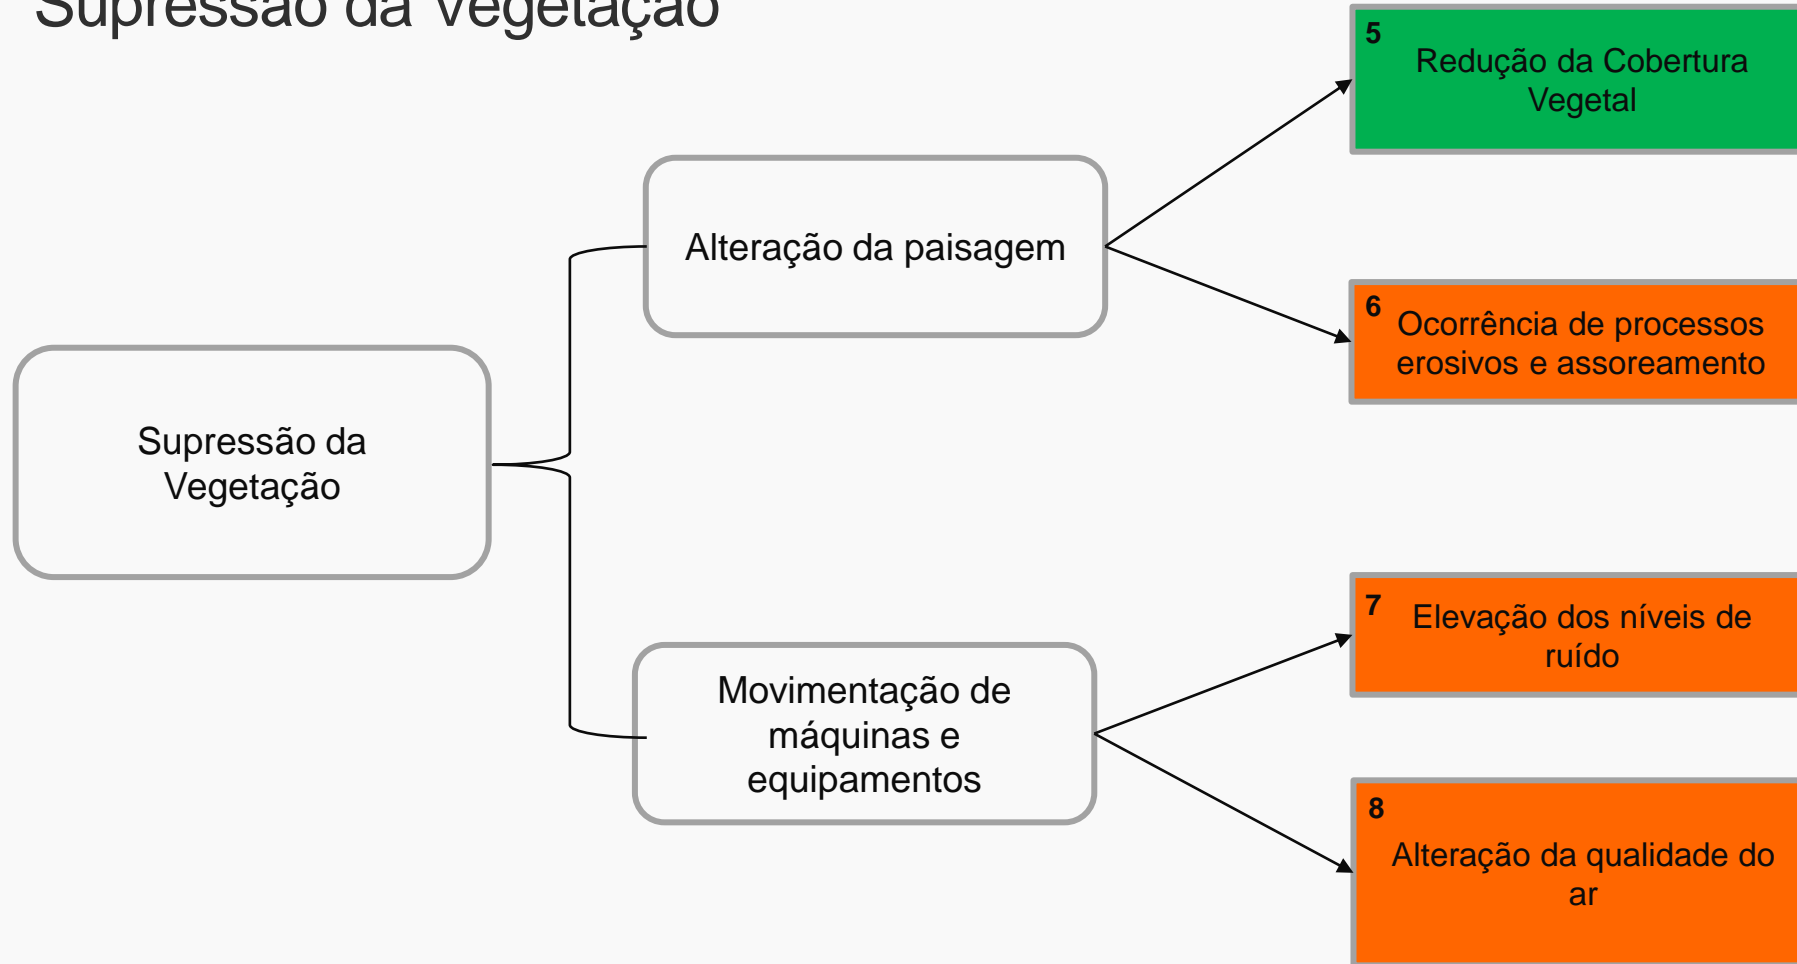 Supressão da Vegetação
5
Redução da Cobertura
Vegetal
Alteração da paisagem
6
Ocorrência de processos
erosivos e assoreamento
Supressão da
Vegetação
7
Elevação dos níveis de
ruído
Movimentação de
máquinas e
equipamentos
8
Alteração da qualidade do
ar